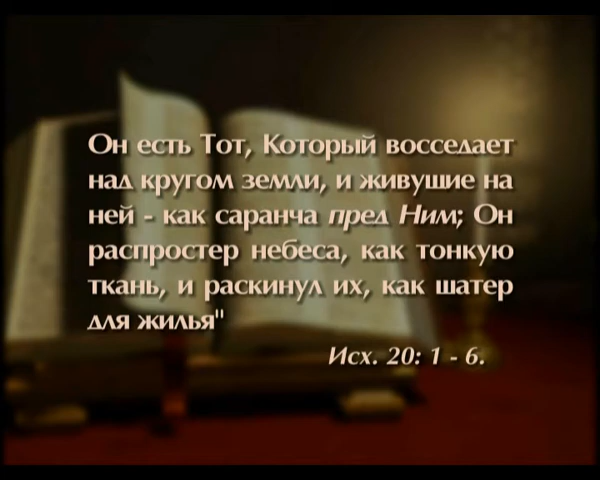 Он есть Тот, Который восседает
над кругом земли, и живущие на
ней - как саранча пред Ним; Он
распростер небеса, как тонкую
ткань, и раскинул их, как шатер
для жилья"
Исх. 20: 1 - 6.